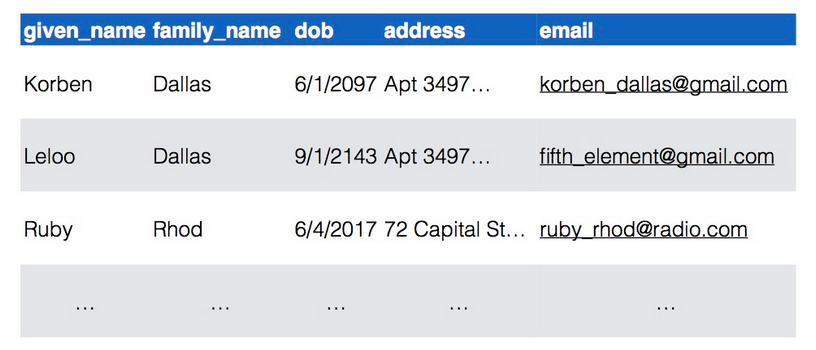 given_name family_name dob address email
Korben Dallas 6/1/2097 Apt 3497... korben_dallas@gmail.com
Leloo Dallas 9/1/2143 Apt 3497... fifth_element@gmail.com
Ruby Rhod 6/4/2017 72 Capital St... ruby_rhod@radio.com
... ... ... ... ...